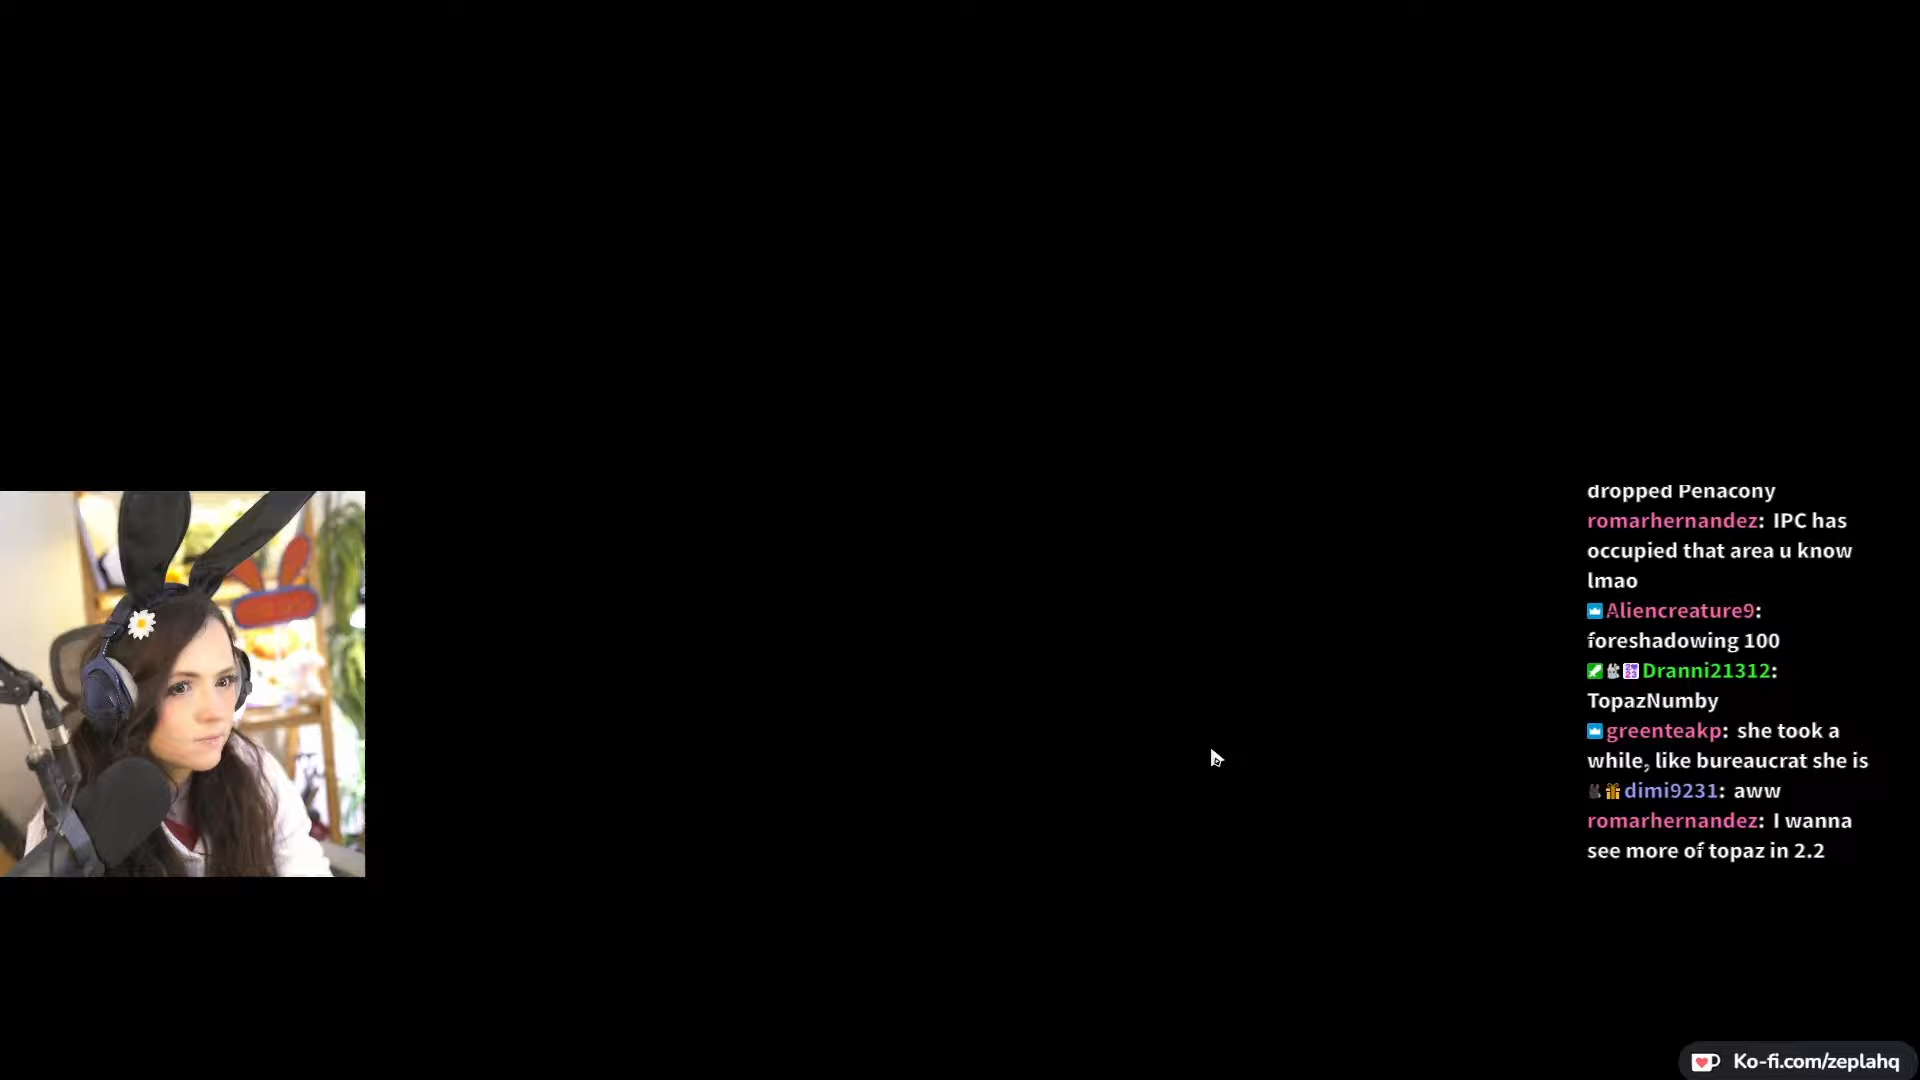 dropped Penacony
romarhernandez: IPC has
occupied that area u know
lmao
Aliencreature9:
foreshadowing 100
Dranni21312:
TopazNumby
greenteakp: she took a
while, like bureaucrat she is
dimi9231: aww
romarhernandez: I wanna
see more of topaz in 2.2
Ko-fi.com/zeplahq